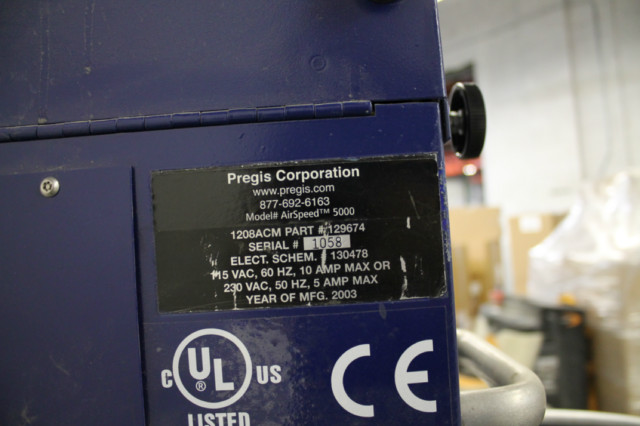 Pregis Corporation
www.pregis.com
877-692-6163
Model# AirSpeed™ 5000
1208ACM PART # 129674
SERIAL # 1058
ELECT. SCHEM. # 130478
115 VAC, 60 HZ, 10 AMP MAX OR
230 VAC, 50 HZ, 5 AMP MAX
YEAR OF MFG. 2003
C UL ® US
LISTED
CE